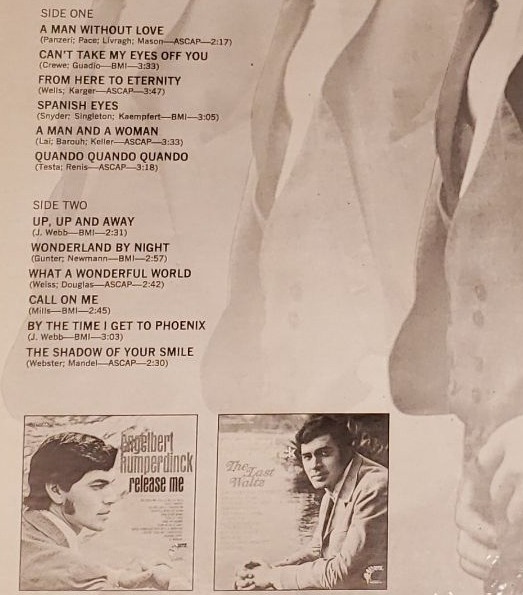 SIDE ONE
A MAN WITHOUT LOVE
(Panzeri; Pace; Livragh; Mason—ASCAP—2:17)
CAN'T TAKE MY EYES OFF YOU
(Crewe; Guadio—BMI—3:33)
FROM HERE TO ETERNITY
(Wells; Karger—ASCAP—3:47)
SPANISH EYES
(Snyder; Singleton; Kaempfert—BMI—3:05)
A MAN AND A WOMAN
(Lai; Barouh; Keller—ASCAP—3:33)
QUANDO QUANDO QUANDO
(Testa; Renis—ASCAP—3:18)
SIDE TWO
UP, UP AND AWAY
(J. Webb—BMI—2:31)
WONDERLAND BY NIGHT
(Gunter; Newmann—BMI—2:57)
WHAT A WONDERFUL WORLD
(Weiss; Douglas—ASCAP—2:42)
CALL ON ME
(Mills—BMI—2:45)
BY THE TIME I GET TO PHOENIX
(J. Webb—BMI—3:03)
THE SHADOW OF YOUR SMILE
(Webster; Mandel—ASCAP—2:30)
engelbert
humperdinck
release me
The Last
Waltz